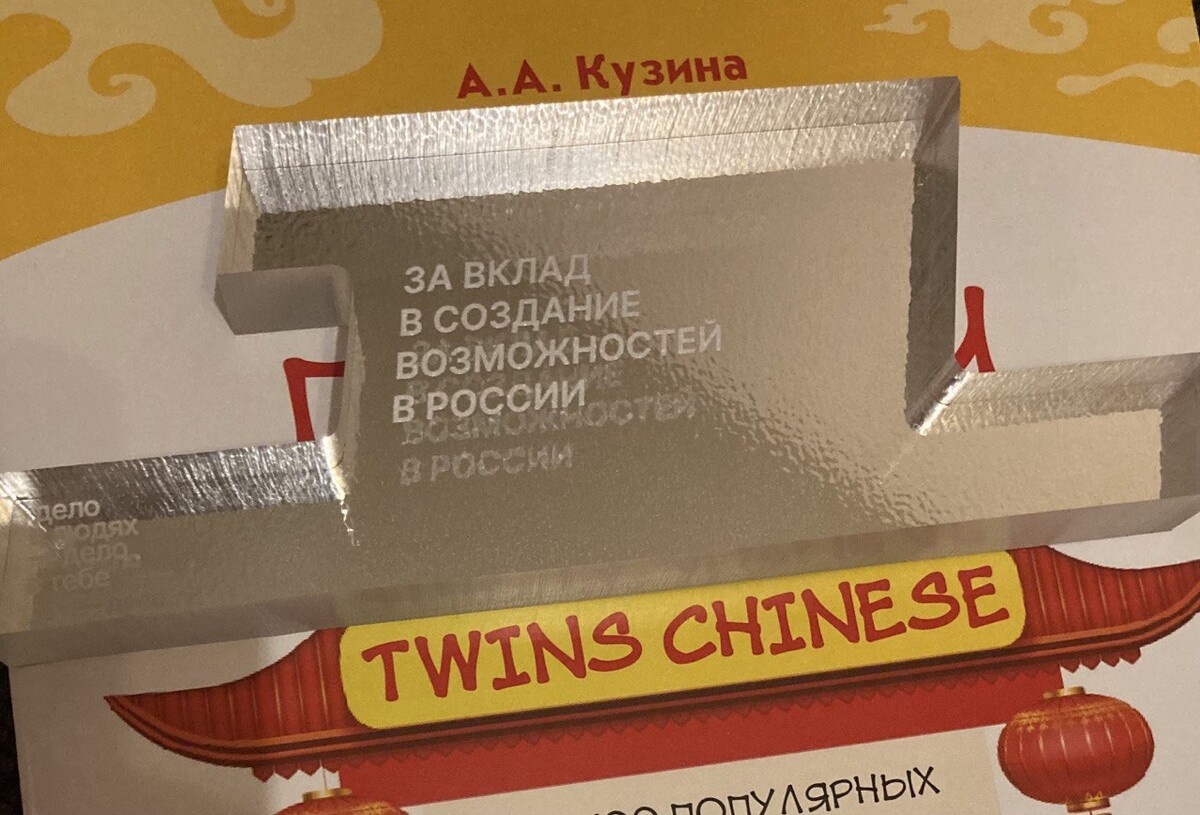 А.А. Кузина
ЗА ВКЛАД
В СОЗДАНИЕ
ВОЗМОЖНОСТЕЙ
В РОССИИ
дело
людях
дело
тебе
TWINS CHINESE
ПОПУЛЯРНЫХ